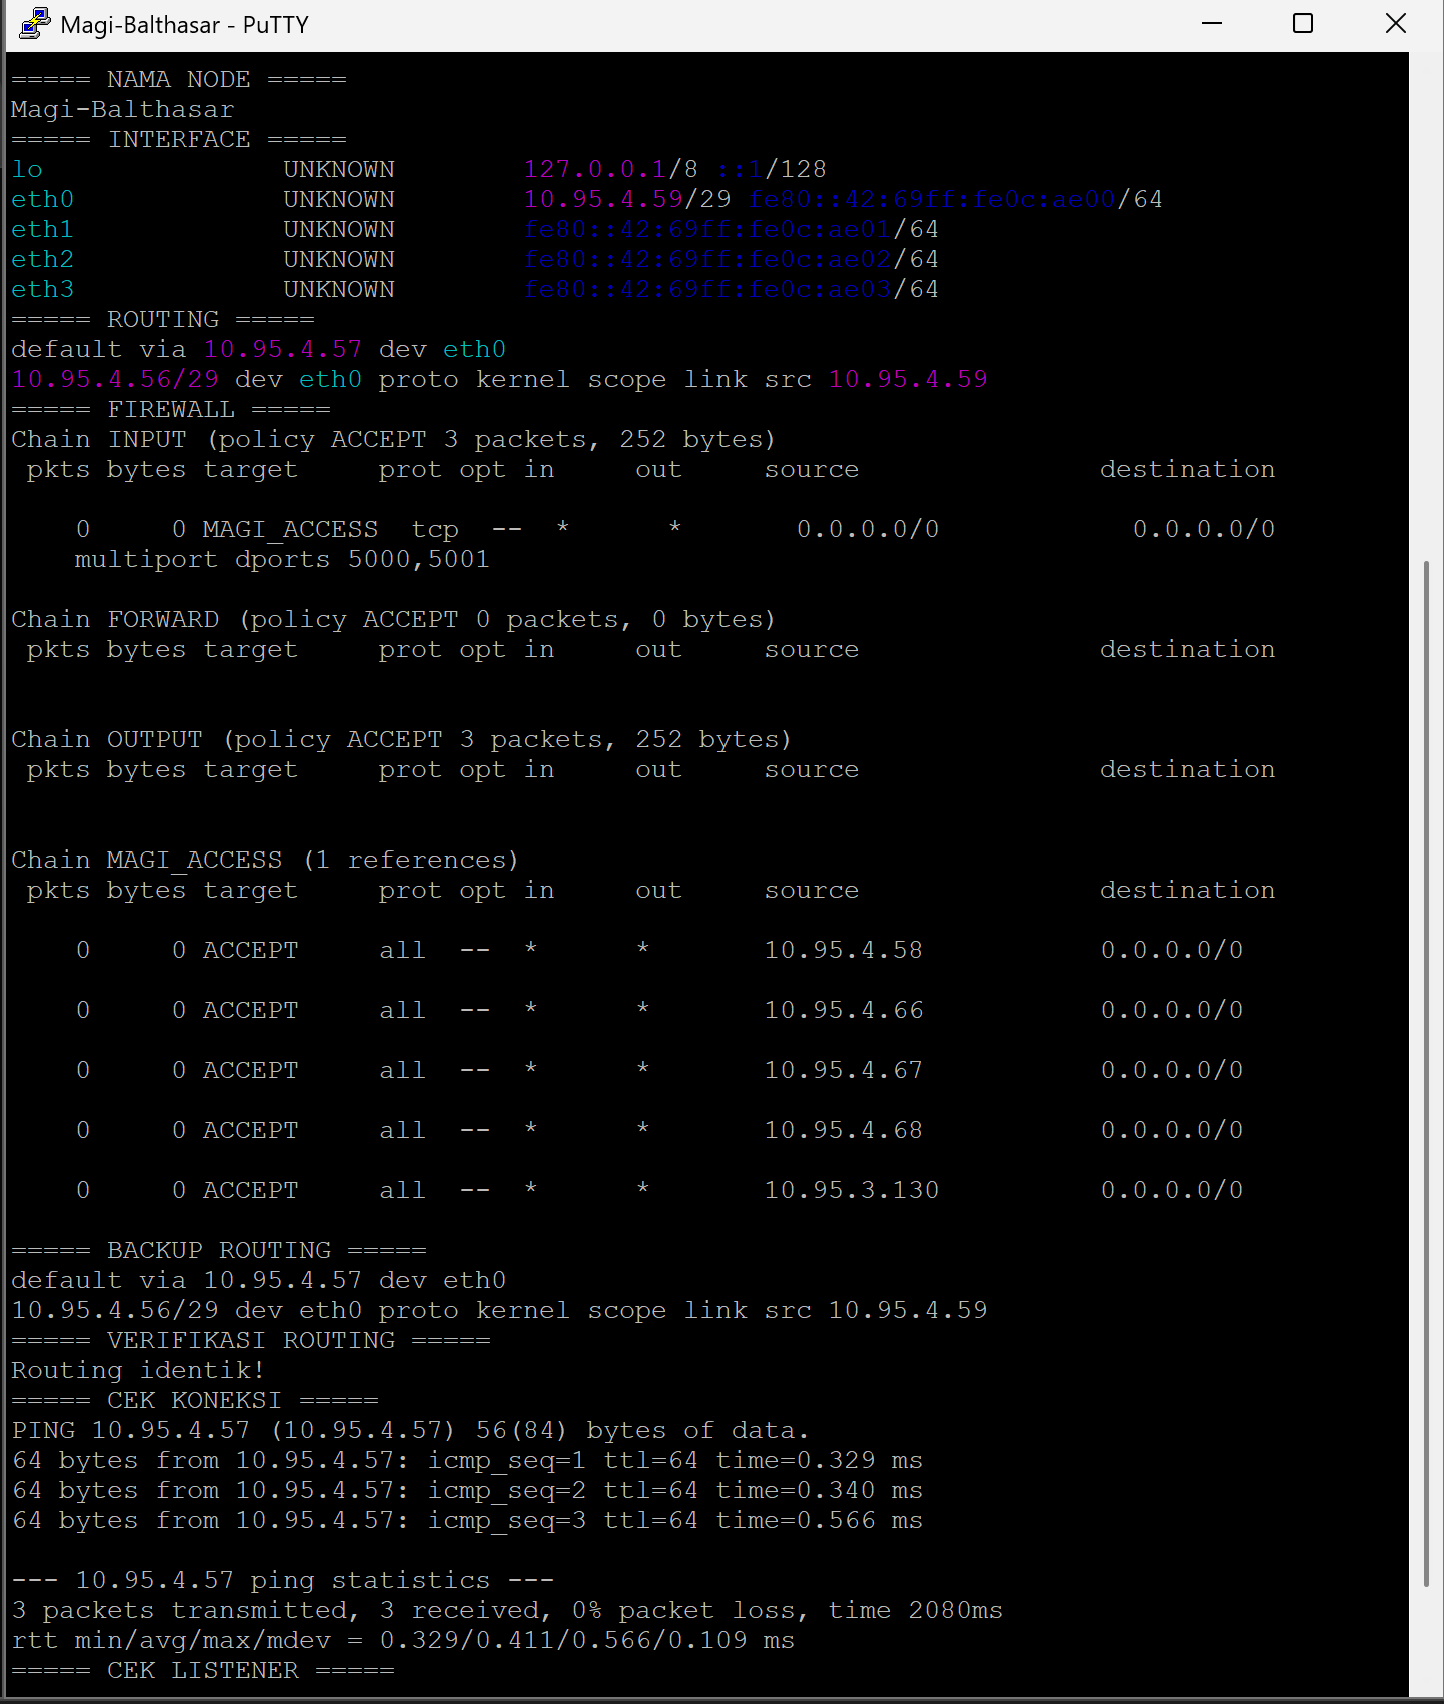 Magi-Balthasar - PuTTY
===== NAMA NODE =====
Magi-Balthasar
===== INTERFACE =====
lo UNKNOWN 127.0.0.1/8 ::1/128
eth0 UNKNOWN 10.95.4.59/29 fe80::42:69ff:fe0c:ae00/64
eth1 UNKNOWN fe80::42:69ff:fe0c:ae01/64
eth2 UNKNOWN fe80::42:69ff:fe0c:ae02/64
eth3 UNKNOWN fe80::42:69ff:fe0c:ae03/64
===== ROUTING =====
default via 10.95.4.57 dev eth0
10.95.4.56/29 dev eth0 proto kernel scope link src 10.95.4.59
===== FIREWALL =====
Chain INPUT (policy ACCEPT 3 packets, 252 bytes)
pkts bytes target prot opt in out source destination
0 0 MAGI_ACCESS tcp -- * * 0.0.0.0/0 0.0.0.0/0
multiport dports 5000,5001
Chain FORWARD (policy ACCEPT 0 packets, 0 bytes)
pkts bytes target prot opt in out source destination
Chain OUTPUT (policy ACCEPT 3 packets, 252 bytes)
pkts bytes target prot opt in out source destination
Chain MAGI_ACCESS (1 references)
pkts bytes target prot opt in out source destination
0 0 ACCEPT all -- * * 10.95.4.58 0.0.0.0/0
0 0 ACCEPT all -- * * 10.95.4.66 0.0.0.0/0
0 0 ACCEPT all -- * * 10.95.4.67 0.0.0.0/0
0 0 ACCEPT all -- * * 10.95.4.68 0.0.0.0/0
0 0 ACCEPT all -- * * 10.95.3.130 0.0.0.0/0
===== BACKUP ROUTING =====
default via 10.95.4.57 dev eth0
10.95.4.56/29 dev eth0 proto kernel scope link src 10.95.4.59
===== VERIFIKASI ROUTING =====
Routing identik!
===== CEK KONEKSI =====
PING 10.95.4.57 (10.95.4.57) 56(84) bytes of data.
64 bytes from 10.95.4.57: icmp_seq=1 ttl=64 time=0.329 ms
64 bytes from 10.95.4.57: icmp_seq=2 ttl=64 time=0.340 ms
64 bytes from 10.95.4.57: icmp_seq=3 ttl=64 time=0.566 ms
--- 10.95.4.57 ping statistics ---
3 packets transmitted, 3 received, 0% packet loss, time 2080ms
rtt min/avg/max/mdev = 0.329/0.411/0.566/0.109 ms
===== CEK LISTENER =====